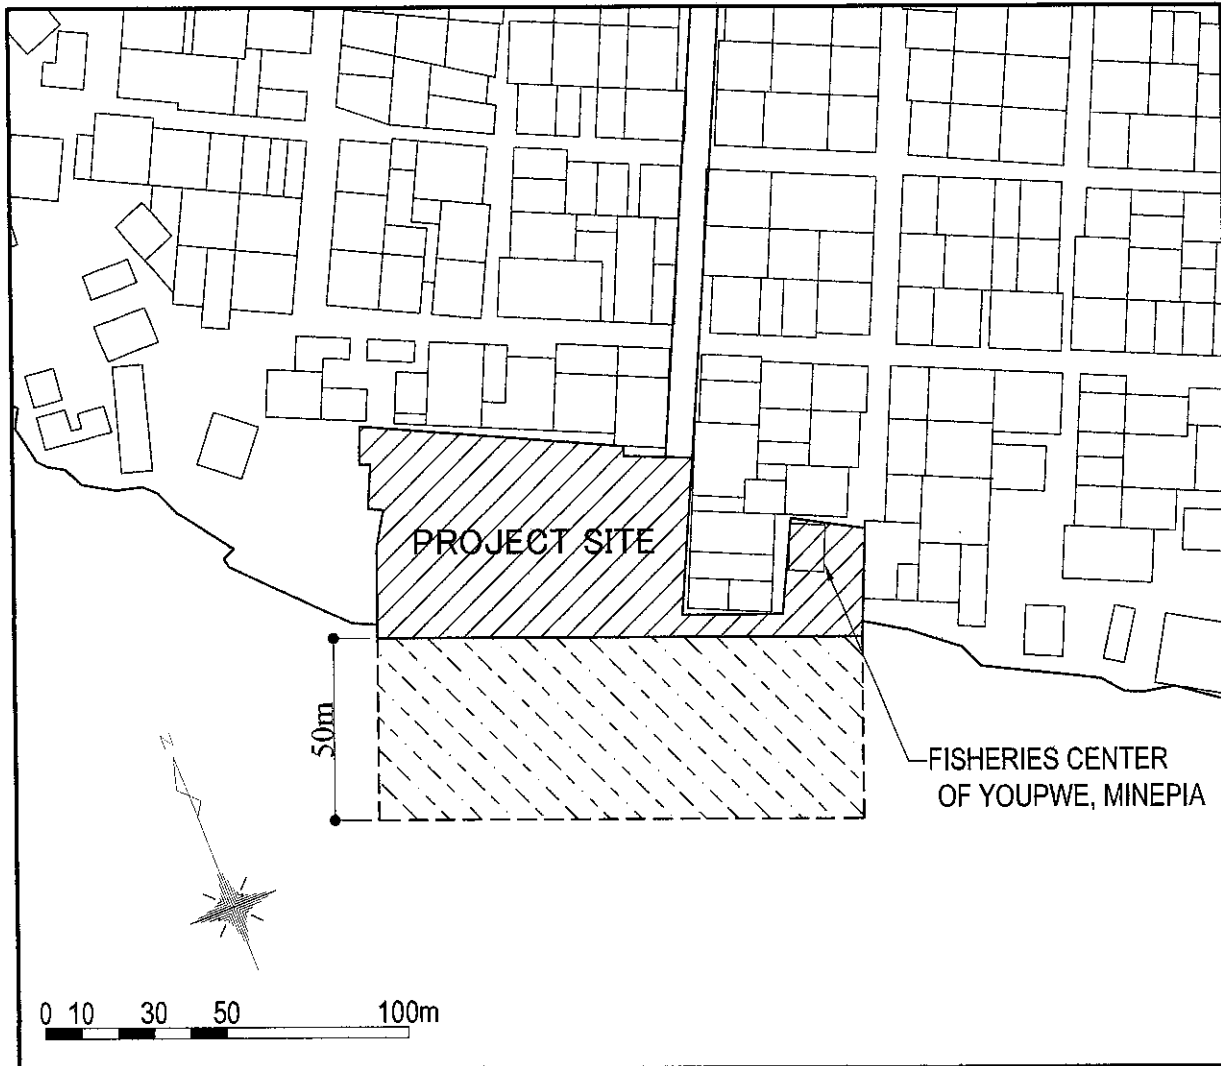 PROJECT SITE
50m
FISHERIES CENTER
OF YOUPWE, MINEPIA
N
0 10 30 50 100m